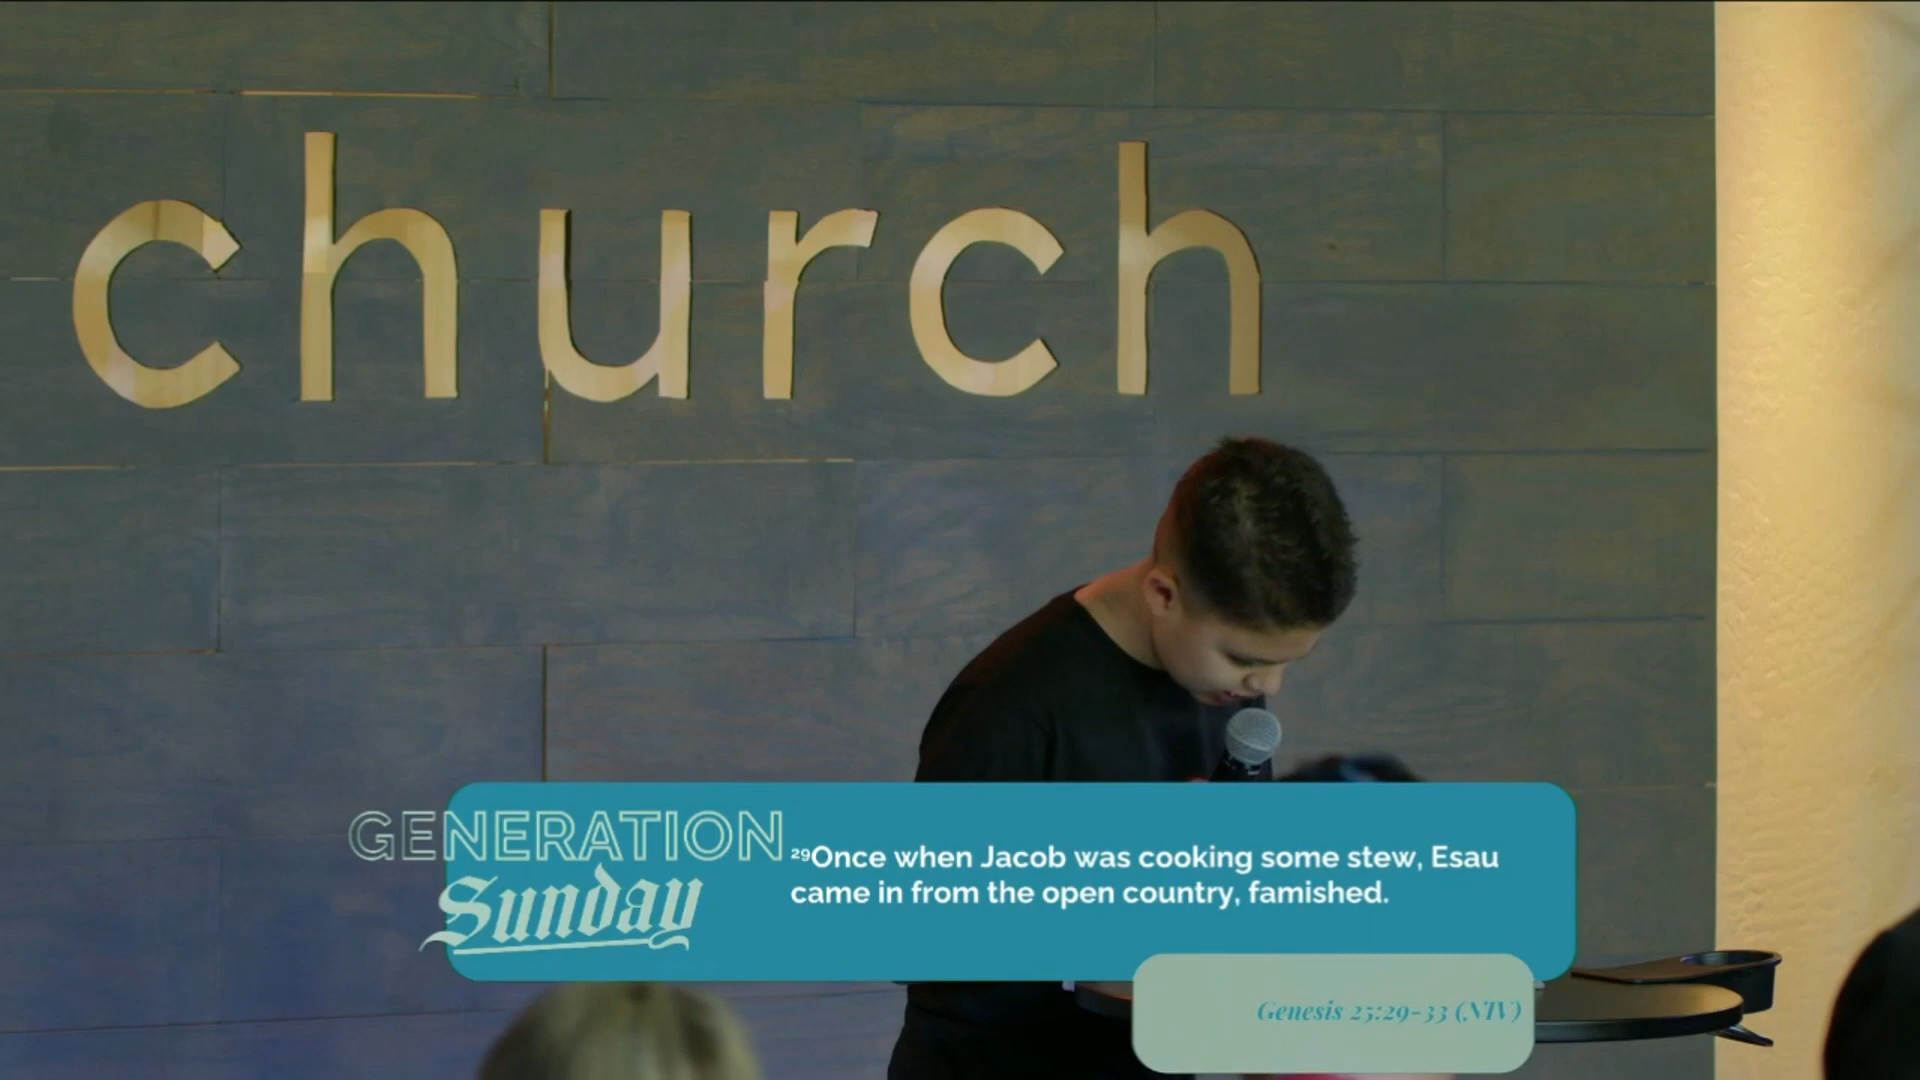 church
GENERATION
Sunday
²⁹Once when Jacob was cooking some stew, Esau
came in from the open country, famished.
Genesis 25:29-33 (NIV)